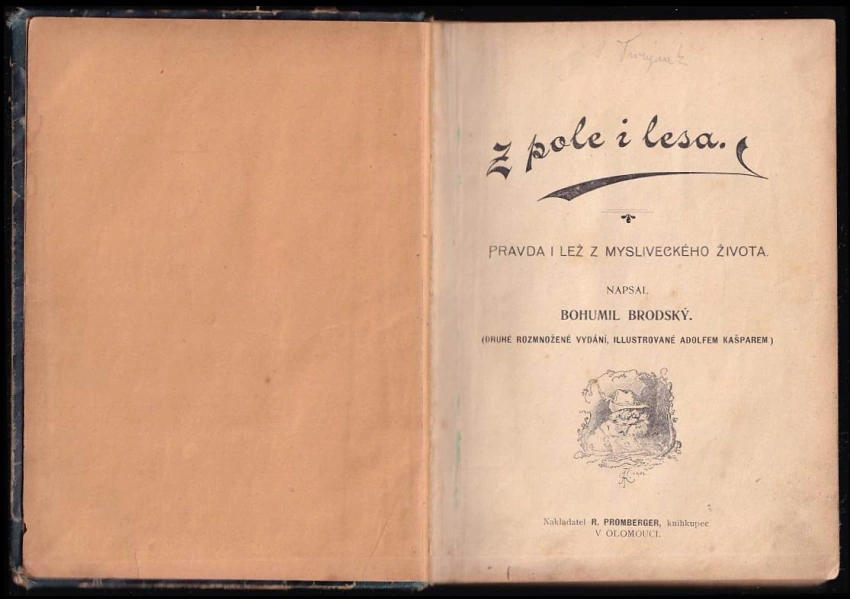 Z pole i lesa.
PRAVDA I LEŽ Z MYSLIVECKÉHO ŽIVOTA.
NAPSAL
BOHUMIL BRODSKÝ.
(DRUHÉ ROZMNOŽENÉ VYDÁNÍ, ILLUSTROVANÉ ADOLFEM KAŠPAREM)
Nakladatel R. PROMBERGER, knihkupec
V OLOMOUCI.